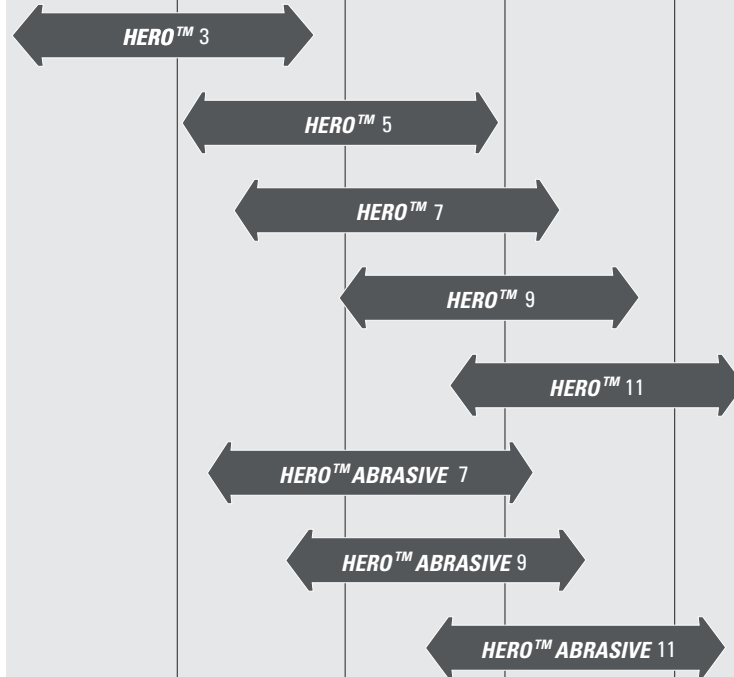 HERO™ 3
HERO™ 5
HERO™ 7
HERO™ 9
HERO™ 11
HERO™ ABRASIVE 7
HERO™ ABRASIVE 9
HERO™ ABRASIVE 11